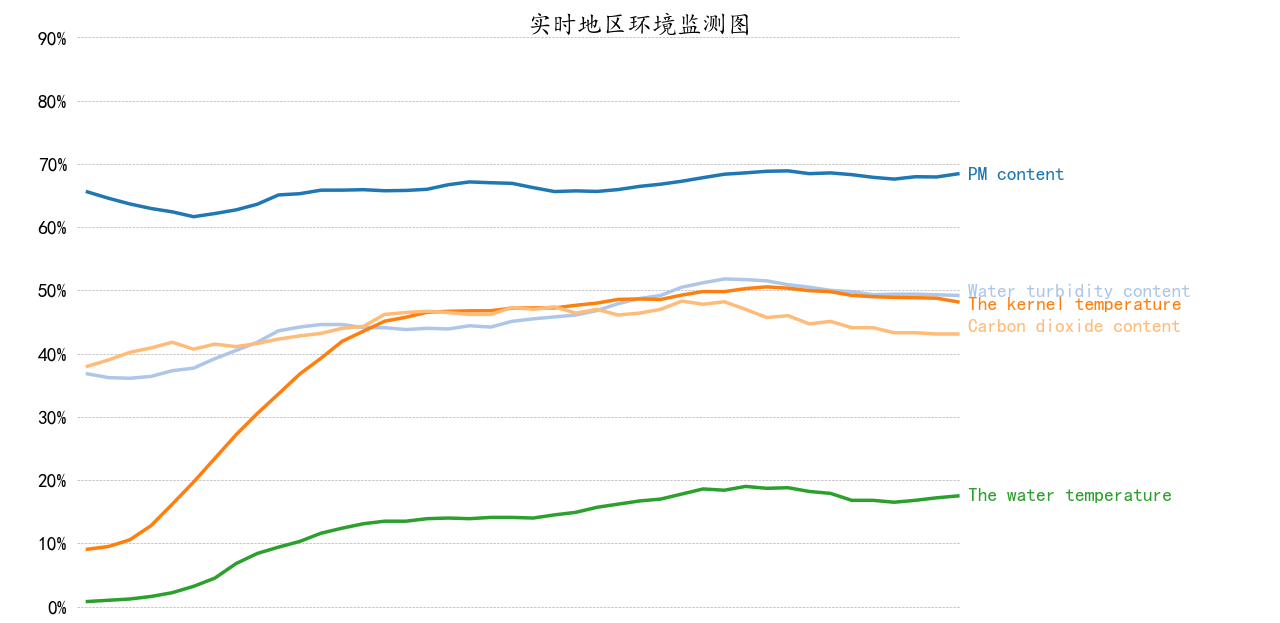 实时地区环境监测图
90%
80%
70%
PM content
60%
50%
Water turbidity content
The kernel temperature
Carbon dioxide content
40%
30%
20%
The water temperature
10%
0%